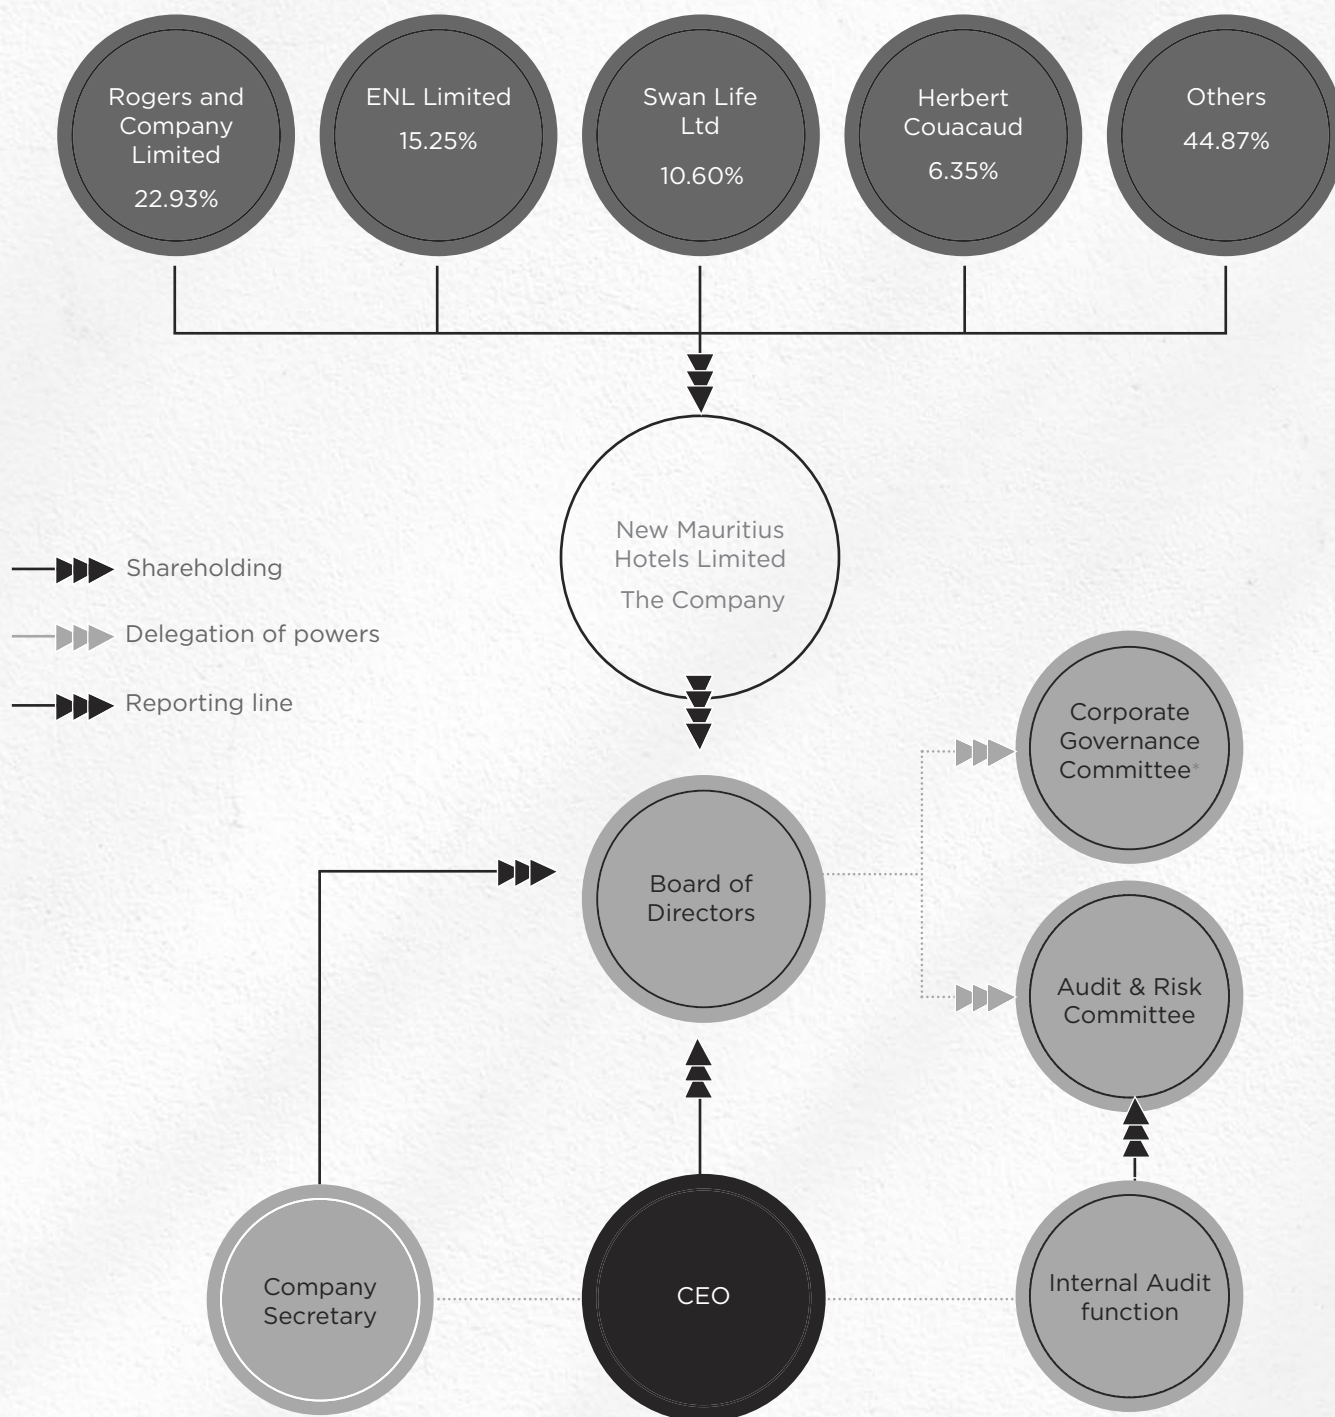 Rogers and
Company
Limited
22.93%
ENL Limited
15.25%
Swan Life
Ltd
10.60%
Herbert
Couacaud
6.35%
Others
44.87%
New Mauritius
Hotels Limited
The Company
Shareholding
Delegation of powers
Reporting line
Corporate
Governance
Committee*
Board of
Directors
Audit & Risk
Committee
Company
Secretary
CEO
Internal Audit
function